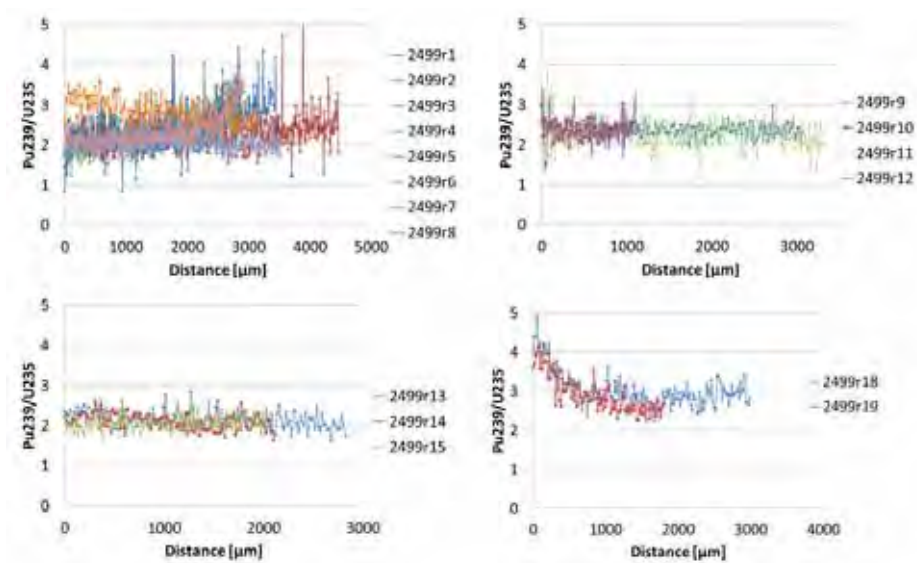 5
4
3
2
1
0
Pu239/U235
0 1000 2000 3000 4000 5000
Distance [µm]
2499r1
2499r2
2499r3
2499r4
2499r5
2499r6
2499r7
2499r8
5
4
3
2
1
0
Pu239/U235
0 1000 2000 3000
Distance [µm]
2499r9
2499r10
2499r11
2499r12
5
4
3
2
1
0
Pu239/U235
0 1000 2000 3000
Distance [µm]
2499r13
2499r14
2499r15
5
4
3
2
1
0
Pu239/U235
0 1000 2000 3000 4000
Distance [µm]
2499r18
2499r19